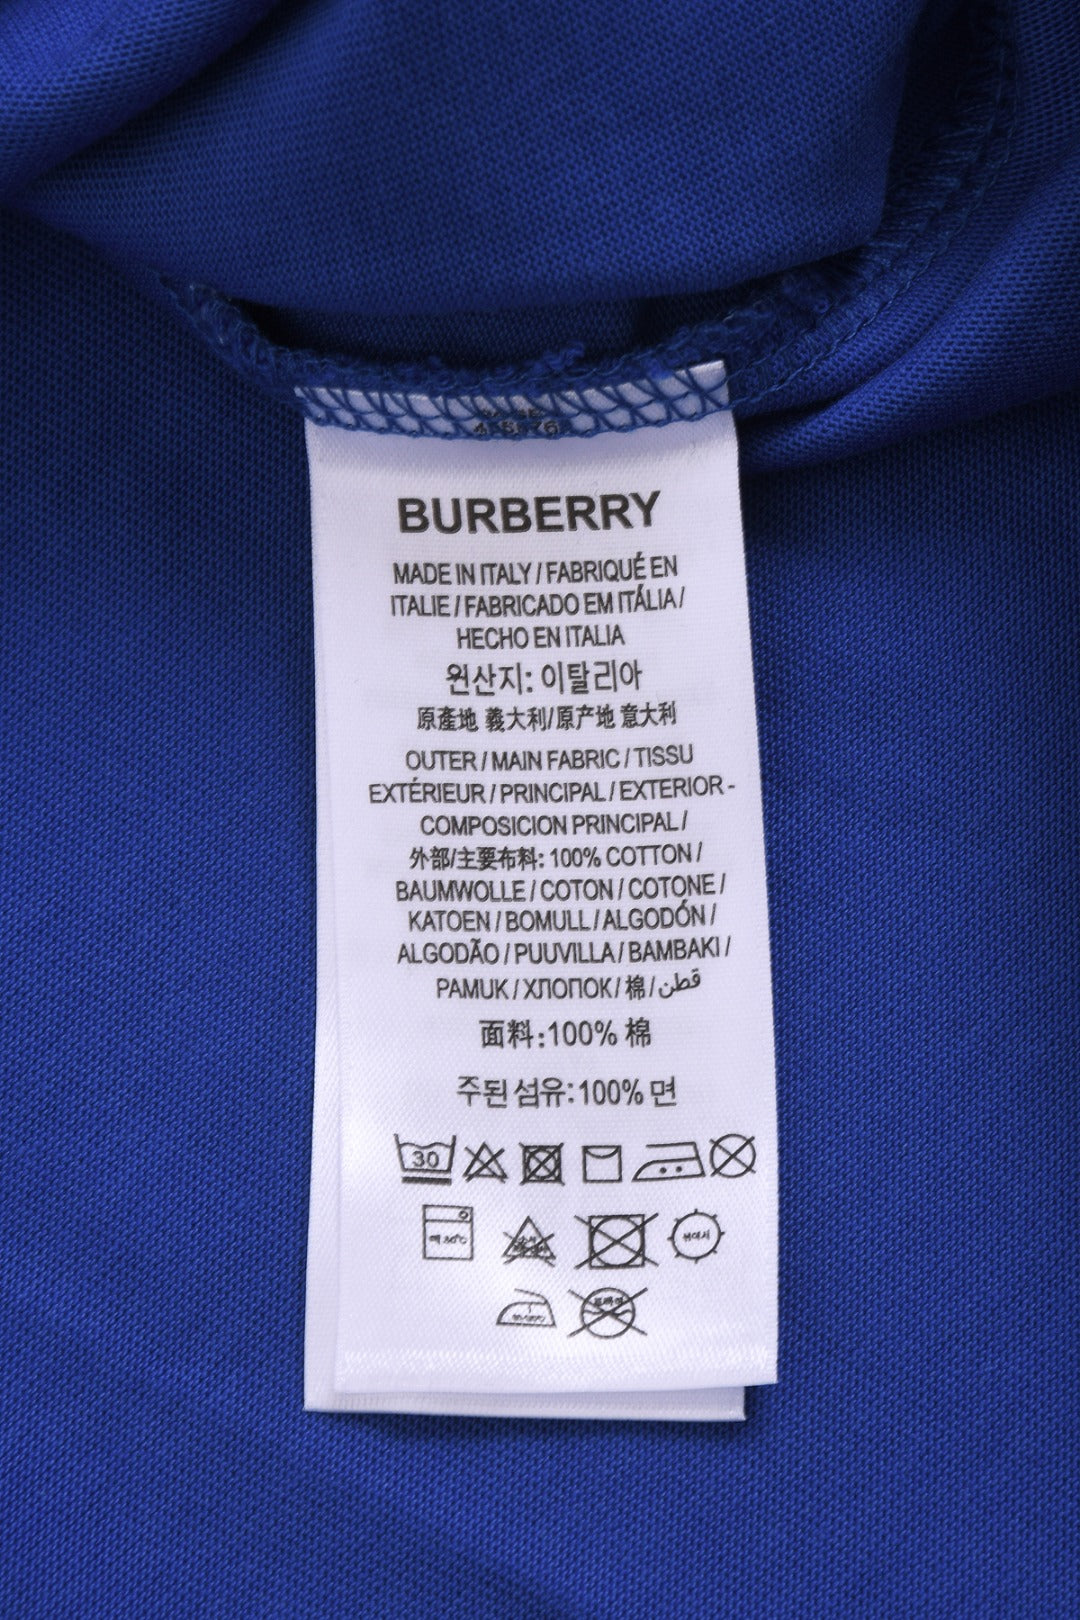 BURBERRY
MADE IN ITALY / FABRIQUÉ EN
ITALIE / FABRICADO EM ITÁLIA /
HECHO EN ITALIA
원산지: 이탈리아
原產地 義大利/原产地 意大利
OUTER / MAIN FABRIC / TISSU
EXTÉRIEUR / PRINCIPAL / EXTERIOR -
COMPOSICION PRINCIPAL /
外部/主要布料: 100% COTTON /
BAUMWOLLE / COTON / COTONE /
KATOEN / BOMULL / ALGODÓN /
ALGODÃO / PUUVILLA / BAMBAKI /
PAMUK / ХЛОПОК / 棉 / قطن
面料:100% 棉
주된 섬유:100% 면
30